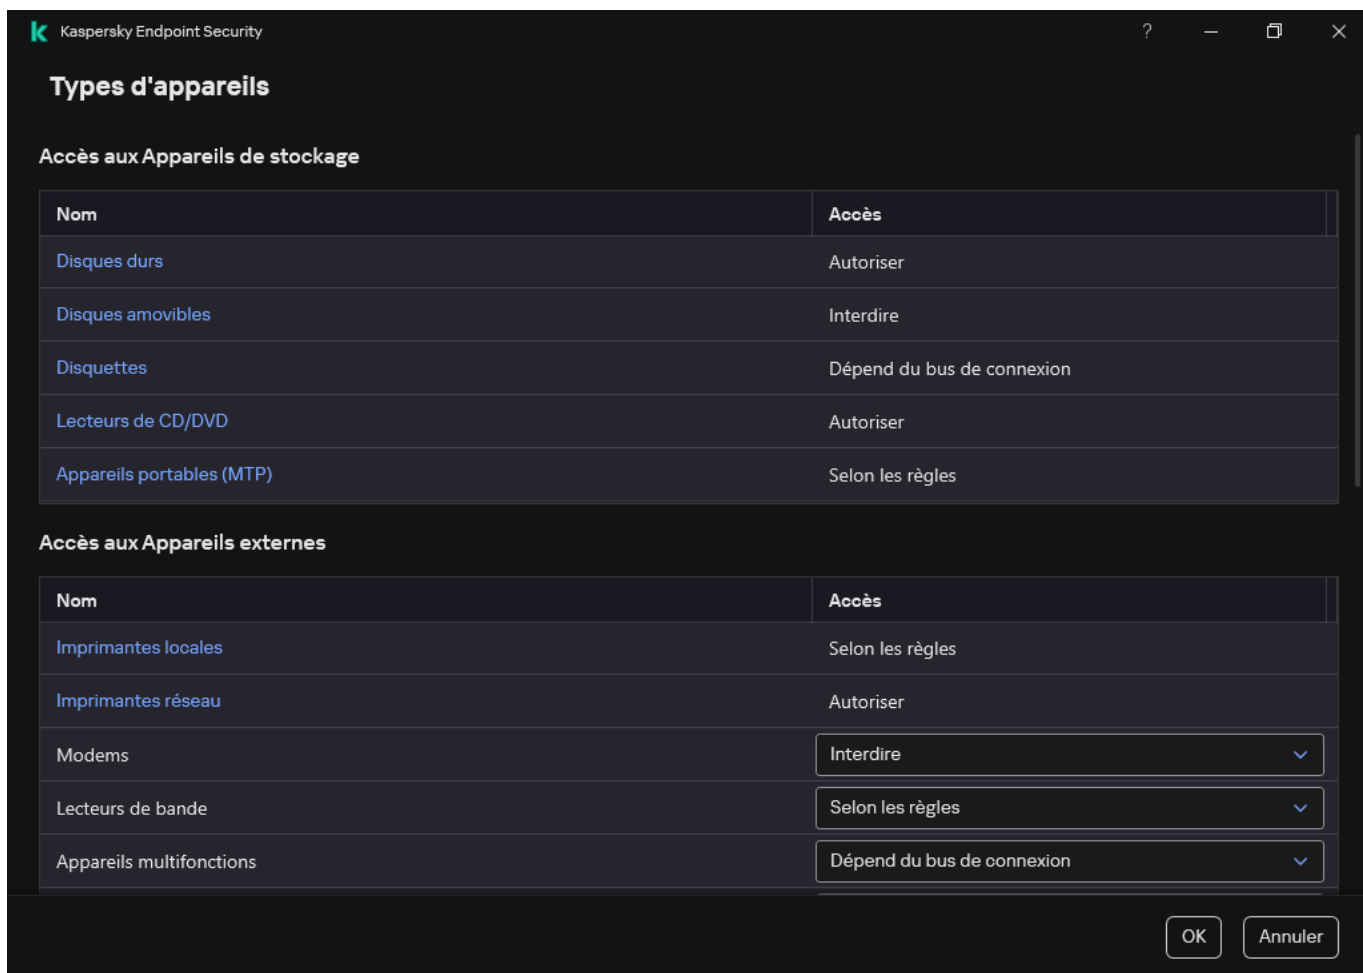 Kaspersky Endpoint Security
Types d'appareils
Accès aux Appareils de stockage
Nom Accès
Disques durs Autoriser
Disques amovibles Interdire
Disquettes Dépend du bus de connexion
Lecteurs de CD/DVD Autoriser
Appareils portables (MTP) Selon les règles
Accès aux Appareils externes
Nom Accès
Imprimantes locales Selon les règles
Imprimantes réseau Autoriser
Modems Interdire
Lecteurs de bande Selon les règles
Appareils multifonctions Dépend du bus de connexion
OK Annuler